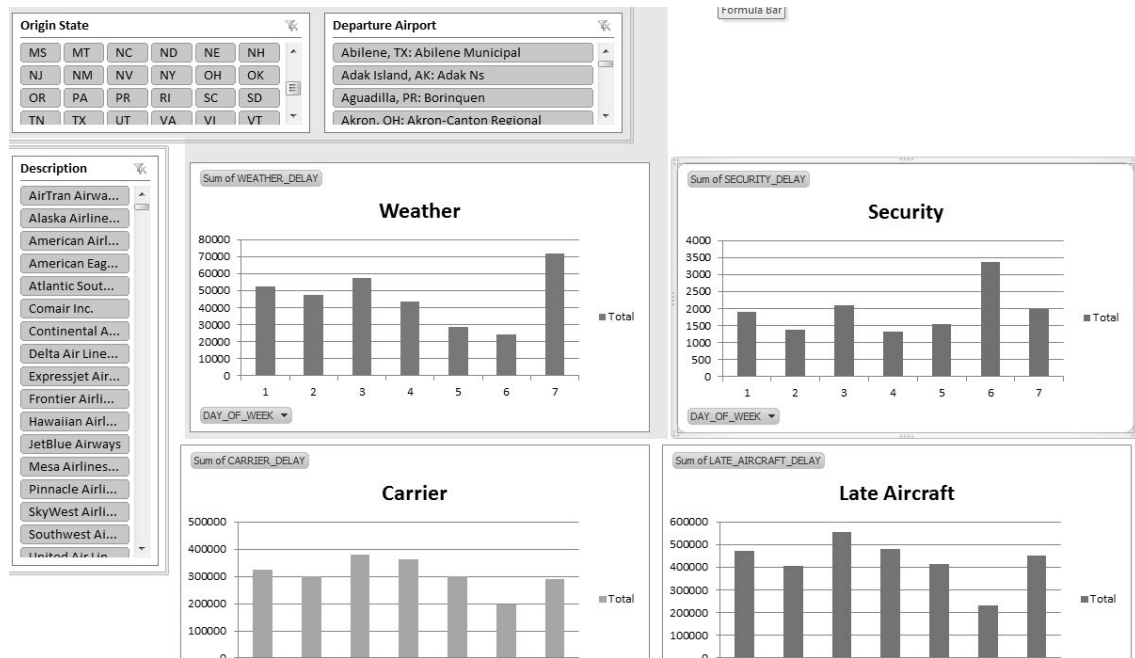 Formula Bar
Origin State
MS MT NC ND NE NH
NJ NM NV NY OH OK
OR PA PR RI SC SD
TN TX UT VA VI VT
Departure Airport
Abilene, TX: Abilene Municipal
Adak Island, AK: Adak Ns
Aguadilla, PR: Borinquen
Akron, OH: Akron-Canton Regional
Description
AirTran Airwa...
Alaska Airline...
American Airl...
American Eag...
Atlantic Sout...
Comair Inc.
Continental A...
Delta Air Line...
Expressjet Air...
Frontier Airli...
Hawaiian Airl...
JetBlue Airways
Mesa Airlines...
Pinnacle Airli...
SkyWest Airli...
Southwest Ai...
United Air Lin...
Sum of WEATHER_DELAY
Weather
80000
70000
60000
50000
40000
30000
20000
10000
0
1 2 3 4 5 6 7
Total
DAY_OF_WEEK
Sum of SECURITY_DELAY
Security
4000
3500
3000
2500
2000
1500
1000
500
0
1 2 3 4 5 6 7
Total
DAY_OF_WEEK
Sum of CARRIER_DELAY
Carrier
500000
400000
300000
200000
100000
0
Total
Sum of LATE_AIRCRAFT_DELAY
Late Aircraft
600000
500000
400000
300000
200000
100000
0
Total